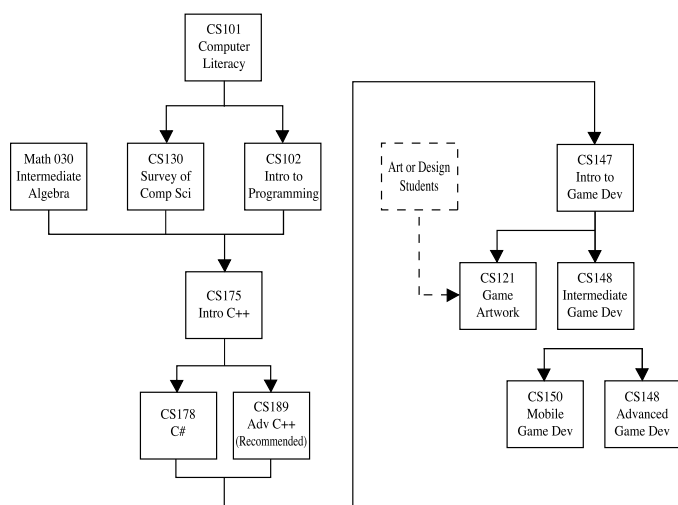 CS101
Computer
Literacy
Math 030
Intermediate
Algebra
CS130
Survey of
Comp Sci
CS102
Intro to
Programming
CS175
Intro C++
CS178
C#
CS189
Adv C++
(Recommended)
Art or Design
Students
CS147
Intro to
Game Dev
CS121
Game
Artwork
CS148
Intermediate
Game Dev
CS150
Mobile
Game Dev
CS148
Advanced
Game Dev